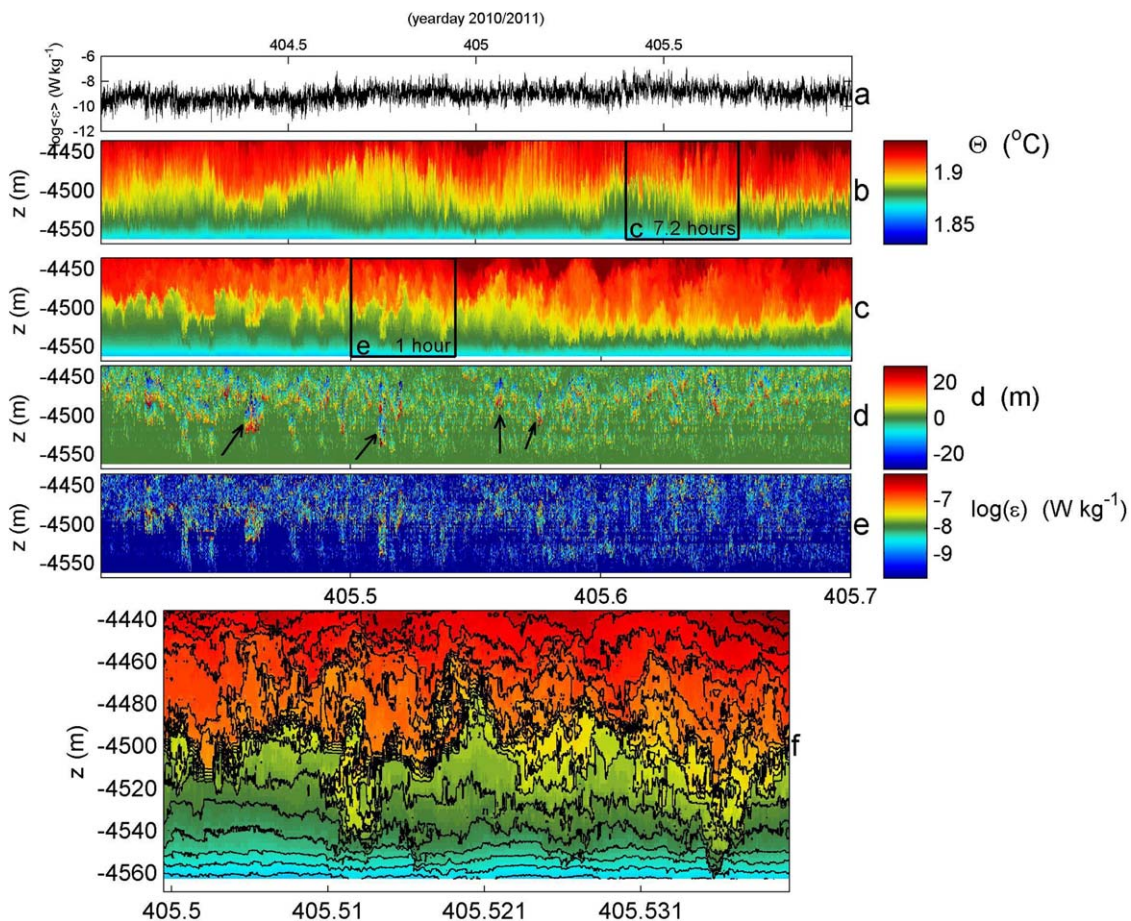 (yearday 2010/2011)
404.5 405 405.5
log<ε> (W kg-1)
-6
-8
-10
-12
a
z (m)
-4450
-4500
-4550
c 7.2 hours
b
Θ (oC)
1.9
1.85
z (m)
-4450
-4500
-4550
e 1 hour
c
z (m)
-4450
-4500
-4550
d
20
0
-20
d (m)
z (m)
-4450
-4500
-4550
e
-7
-8
-9
log(ε) (W kg-1)
405.5 405.6 405.7
z (m)
-4440
-4460
-4480
-4500
-4520
-4540
-4560
f
405.5 405.51 405.521 405.531